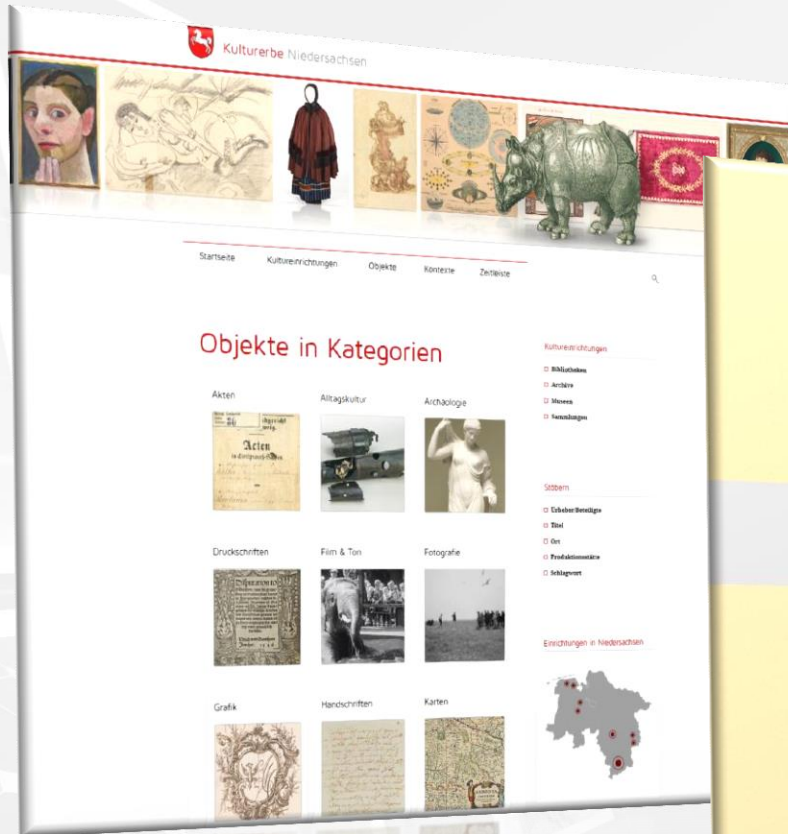 Kulturerbe Niedersachsen
Startseite
Kultureinrichtungen
Objekte
Kontexte
Zeitleiste
Objekte in Kategorien
Akten
Alltagskultur
Archäologie
Acten
Druckschriften
Film & Ton
Fotografie
Grafik
Handschriften
Karten
Kultureinrichtungen
Bibliotheken
Archive
Museen
Sammlungen
Stöbern
Urheber/Beteiligte
Titel
Ort
Produktionsstätte
Schlagwort
Einrichtungen in Niedersachsen